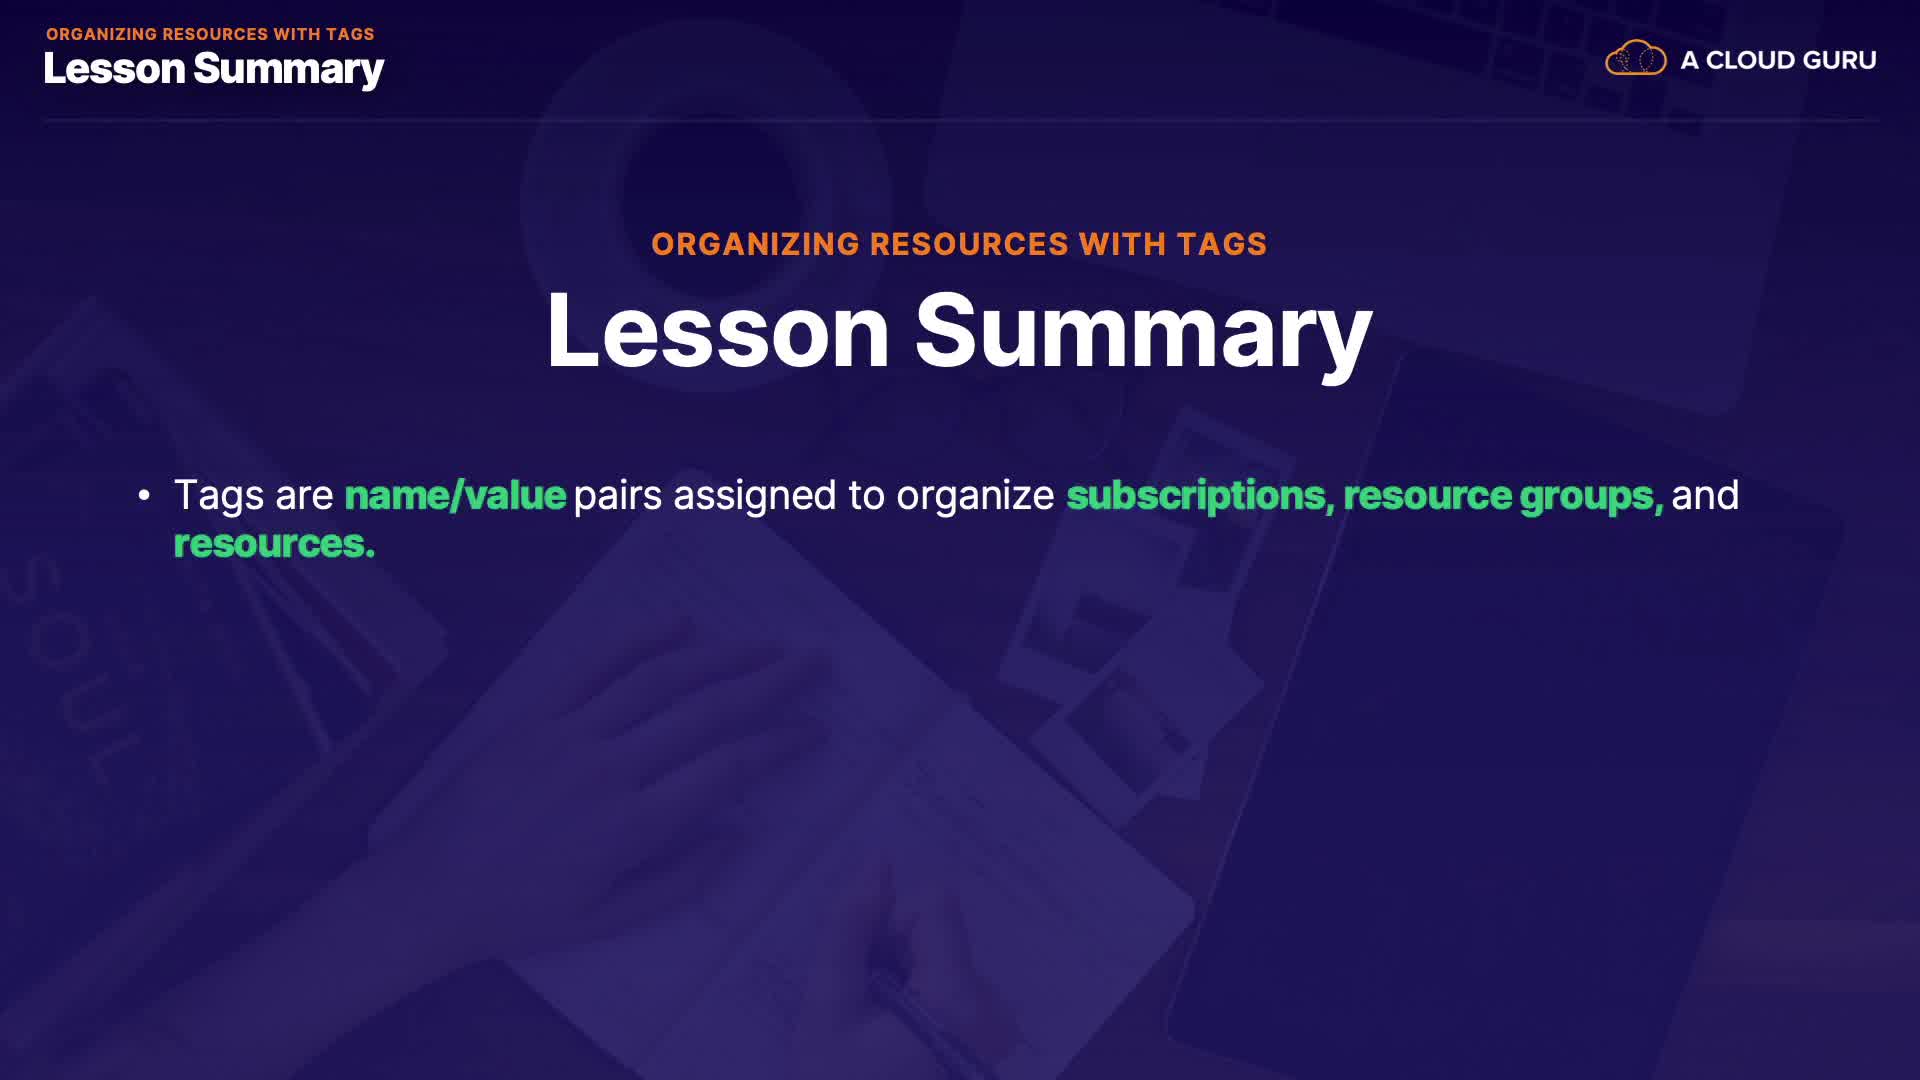 ORGANIZING RESOURCES WITH TAGS
Lesson Summary
A CLOUD GURU
ORGANIZING RESOURCES WITH TAGS
Lesson Summary
• Tags are name/value pairs assigned to organize subscriptions, resource groups, and
resources.
SOUL